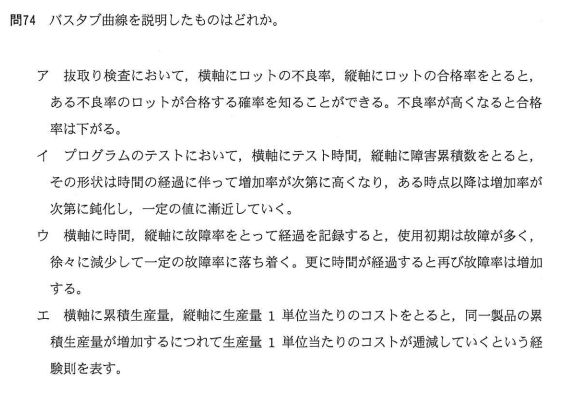 問74 バスタブ曲線を説明したものはどれか。
ア 抜取り検査において，横軸にロットの不良率，縦軸にロットの合格率をとると，
ある不良率のロットが合格する確率を知ることができる。不良率が高くなると合格
率は下がる。
イ プログラムのテストにおいて，横軸にテスト時間，縦軸に障害累積数をとると，
その形状は時間の経過に伴って増加率が次第に高くなり，ある時点以降は増加率が
次第に鈍化し，一定の値に漸近していく。
ウ 横軸に時間，縦軸に故障率をとって経過を記録すると，使用初期は故障が多く，
徐々に減少して一定の故障率に落ち着く。更に時間が経過すると再び故障率は増加
する。
エ 横軸に累積生産量，縦軸に生産量 1 単位当たりのコストをとると，同一製品の累
積生産量が増加するにつれて生産量 1 単位当たりのコストが逓減していくという経
験則を表す。